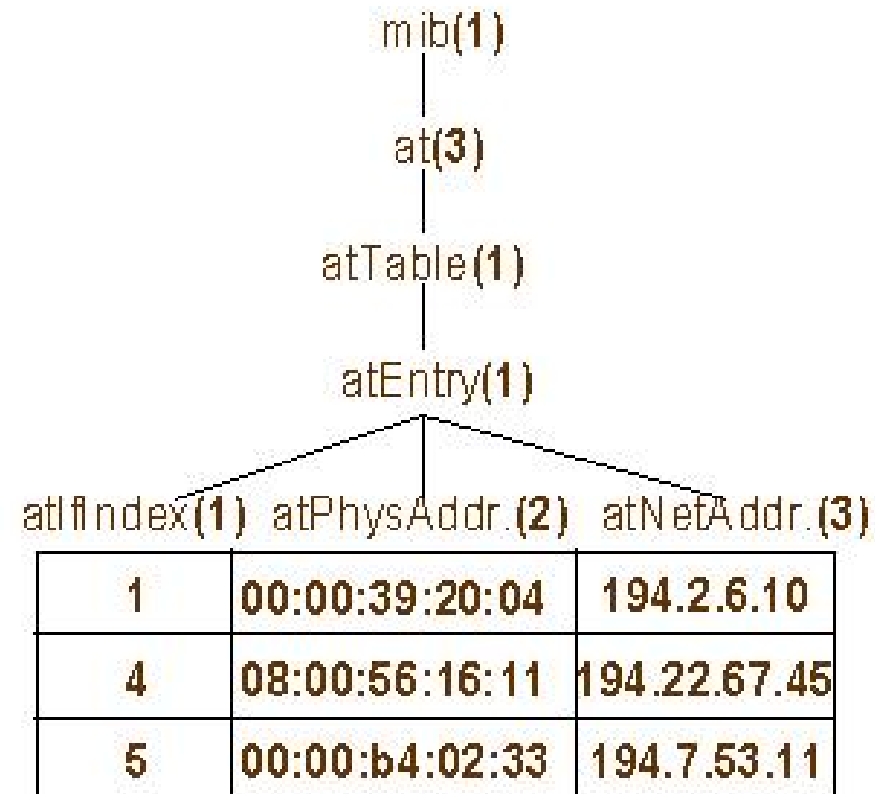 mib(1)
at(3)
atTable(1)
atEntry(1)
atIfIndex(1) atPhysAddr.(2) atNetAddr.(3)
1 00:00:39:20:04 194.2.6.10
4 08:00:56:16:11 194.22.67.45
5 00:00:b4:02:33 194.7.53.11